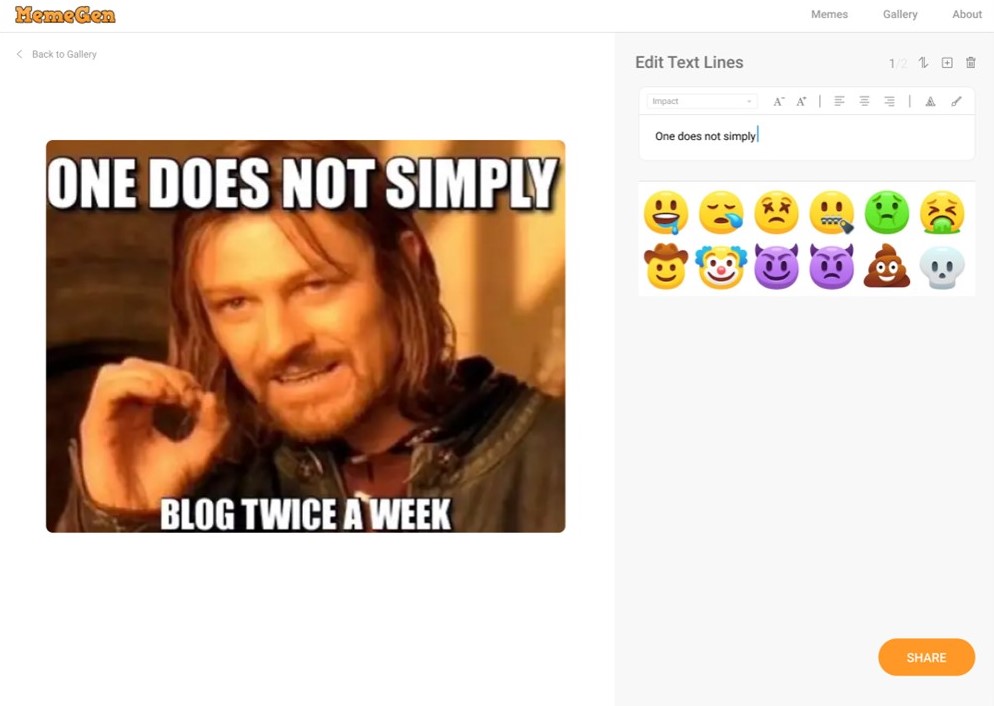 MemeGen
Memes Gallery About
Back to Gallery
Edit Text Lines
1/2
Impact
A- A+
One does not simply
ONE DOES NOT SIMPLY
BLOG TWICE A WEEK
SHARE